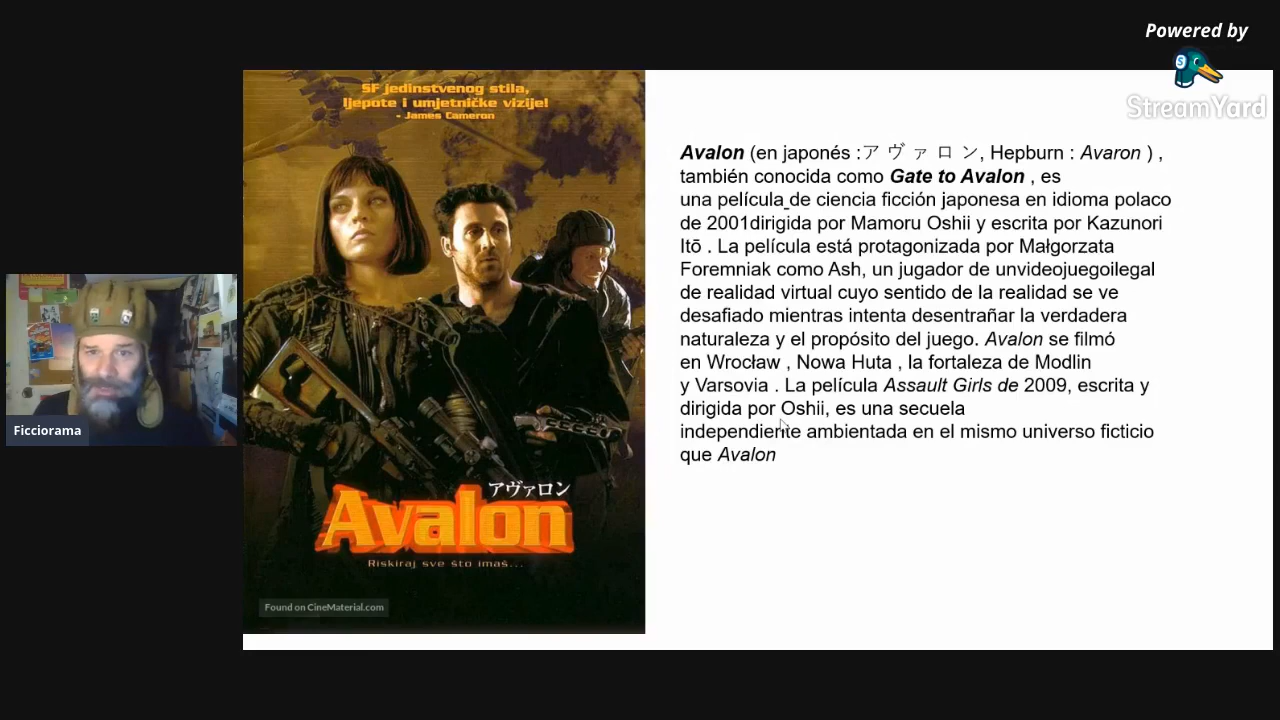 Powered by
StreamYard
SF jedinstvenog stila,
ljepote i umjetničke vizije!
- James Cameron
アヴァロン
Avalon
Riskiraj sve što imaš...
Found on CineMaterial.com
Avalon (en japonés :ア ヴ ァ ロ ン, Hepburn : Avaron ) ,
también conocida como Gate to Avalon , es
una película de ciencia ficción japonesa en idioma polaco
de 2001dirigida por Mamoru Oshii y escrita por Kazunori
Itō . La película está protagonizada por Małgorzata
Foremniak como Ash, un jugador de unvideojuegoilegal
de realidad virtual cuyo sentido de la realidad se ve
desafiado mientras intenta desentrañar la verdadera
naturaleza y el propósito del juego. Avalon se filmó
en Wrocław , Nowa Huta , la fortaleza de Modlin
y Varsovia . La película Assault Girls de 2009, escrita y
dirigida por Oshii, es una secuela
independiente ambientada en el mismo universo ficticio
que Avalon
Ficciorama